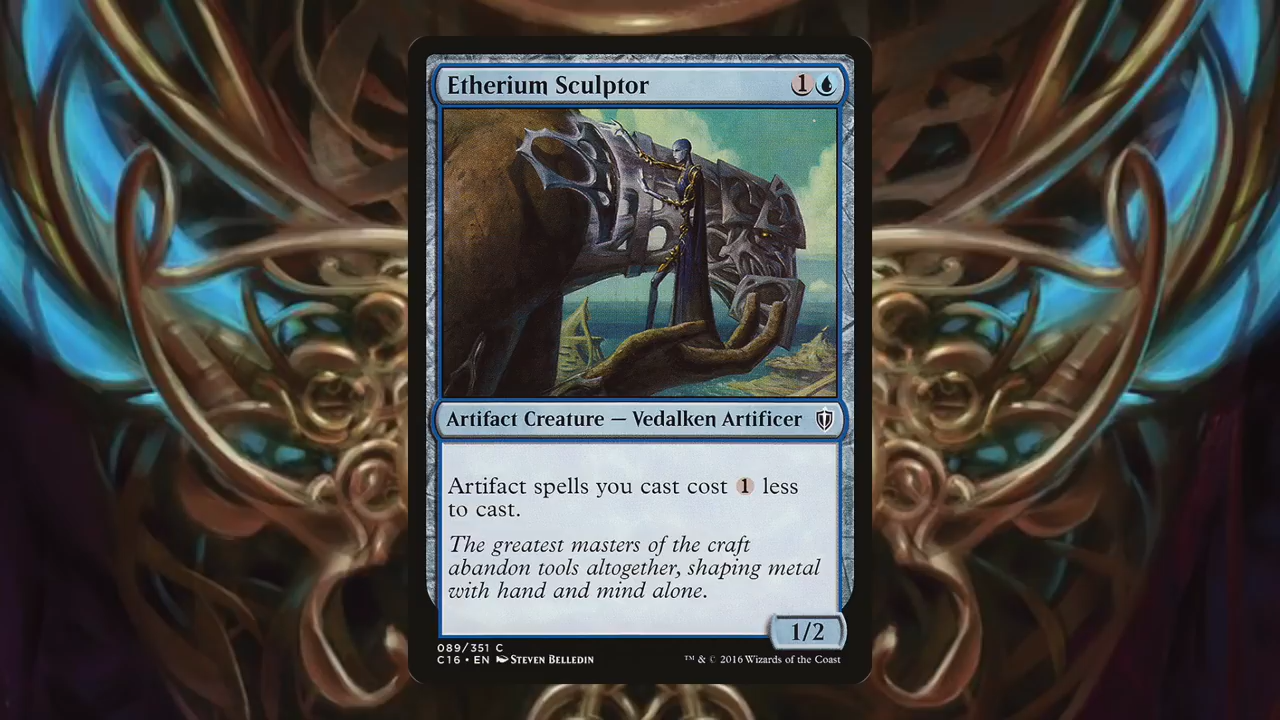 Etherium Sculptor 1
Artifact Creature — Vedalken Artificer
Artifact spells you cast cost 1 less
to cast.
The greatest masters of the craft
abandon tools altogether, shaping metal
with hand and mind alone.
1/2
089/351 C
C16 • EN Steven Belledin
™ & © 2016 Wizards of the Coast